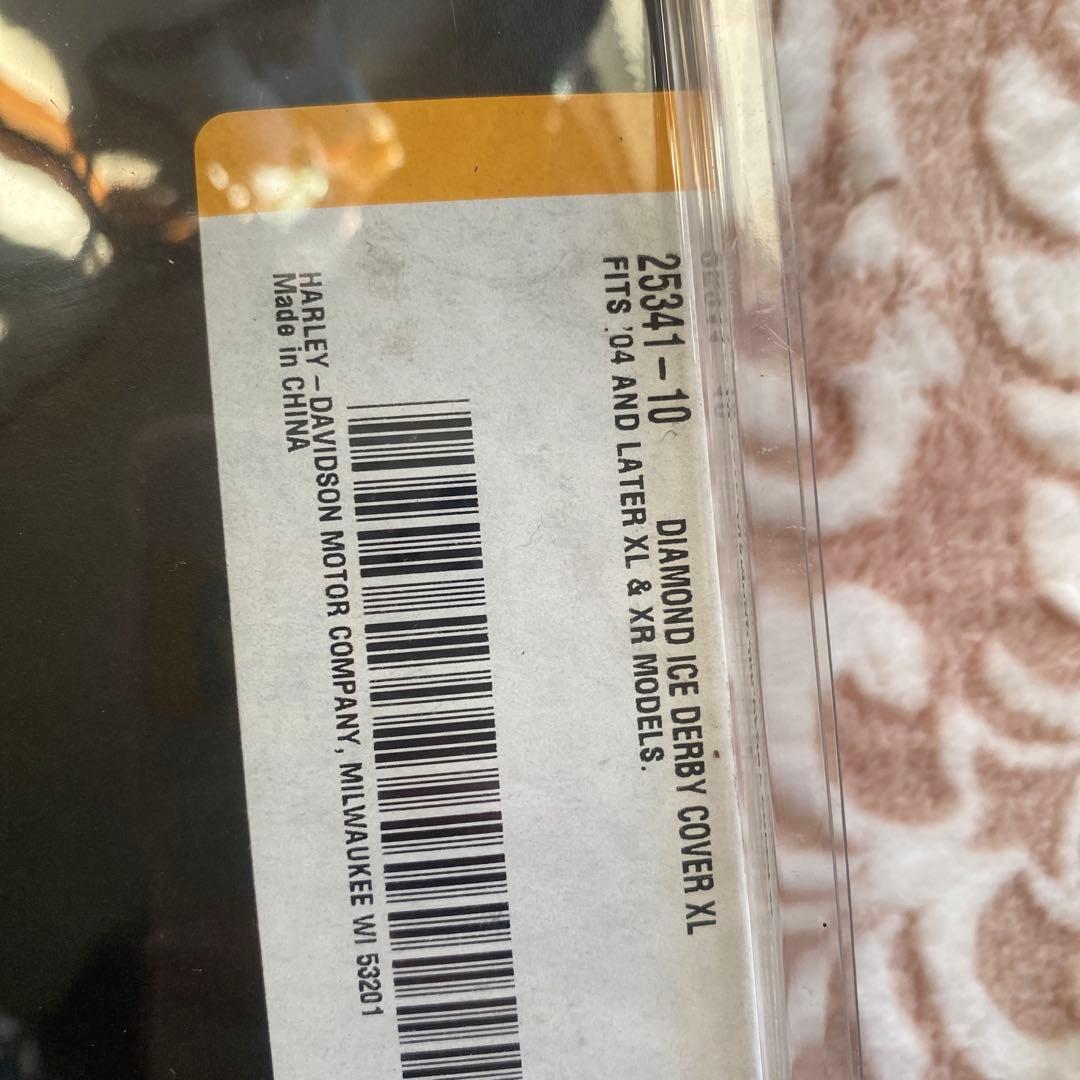 25341-10 DIAMOND ICE DERBY COVER XL
FITS '04 AND LATER XL & XR MODELS.
HARLEY-DAVIDSON MOTOR COMPANY, MILWAUKEE WI 53201
Made in CHINA